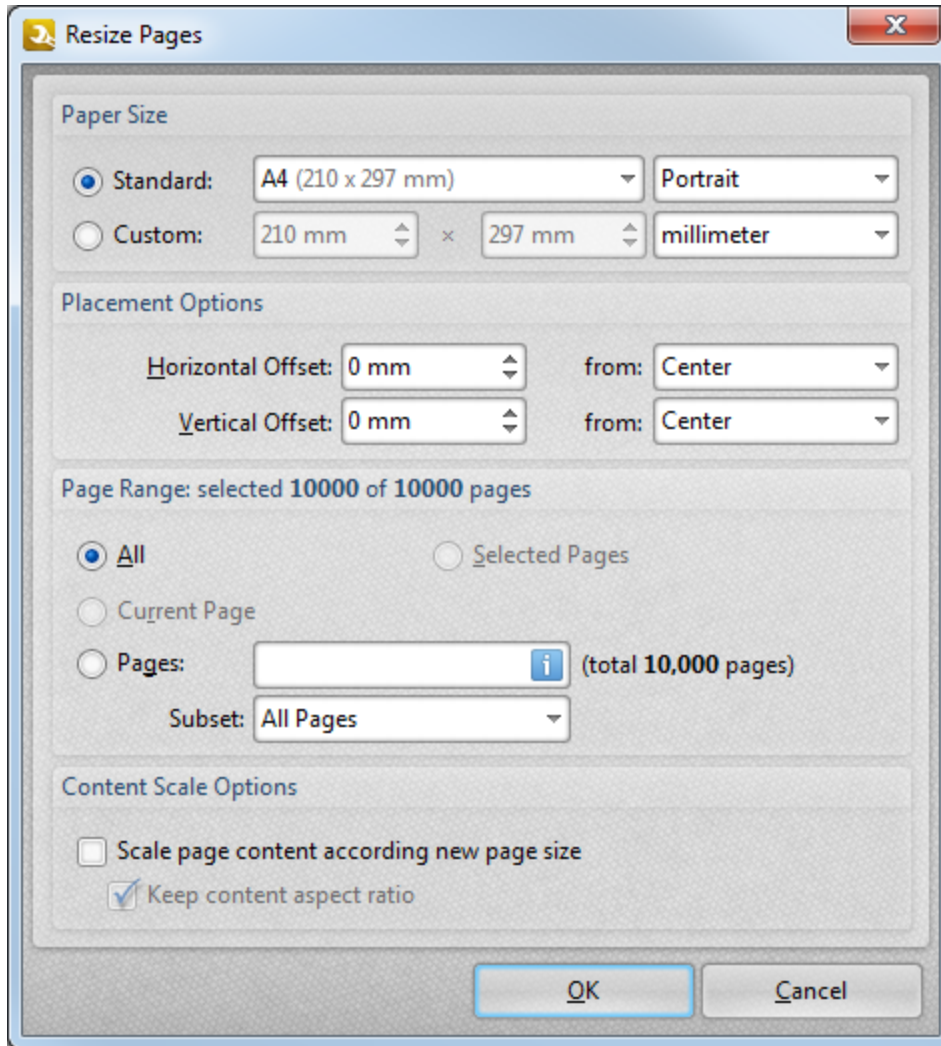 Resize Pages
Paper Size
Standard: A4 (210 x 297 mm) Portrait
Custom: 210 mm × 297 mm millimeter
Placement Options
Horizontal Offset: 0 mm from: Center
Vertical Offset: 0 mm from: Center
Page Range: selected 10000 of 10000 pages
All Selected Pages
Current Page
Pages: i (total 10,000 pages)
Subset: All Pages
Content Scale Options
Scale page content according new page size
Keep content aspect ratio
OK Cancel